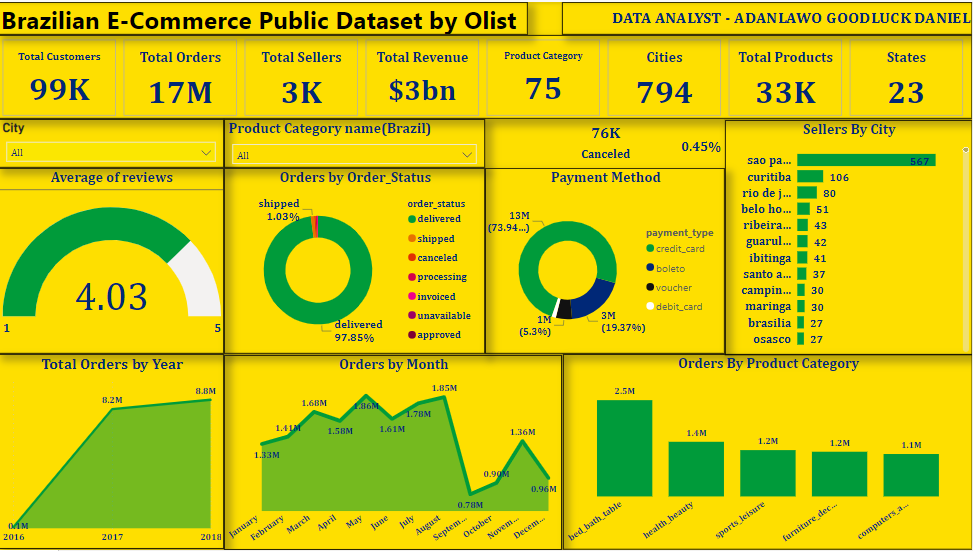 Brazilian E-Commerce Public Dataset by Olist
DATA ANALYST - ADANLAWO GOODLUCK DANIEL
Total Customers
99K
Total Orders
17M
Total Sellers
3K
Total Revenue
$3bn
Product Category
75
Cities
794
Total Products
33K
States
23
City
All
Product Category name(Brazil)
All
76K
Canceled
0.45%
Sellers By City
sao pa... 567
curitiba 106
rio de j... 80
belo ho... 51
ribeira... 43
guarul... 42
ibitinga 41
santo a... 37
campin... 30
maringa 30
brasilia 27
osasco 27
Average of reviews
4.03
1
5
Orders by Order_Status
shipped
1.03%
delivered
97.85%
order_status
delivered
shipped
canceled
processing
invoiced
unavailable
approved
Payment Method
13M
(73.94...)
1M
(5.3%)
3M
(19.37%)
payment_type
credit_card
boleto
voucher
debit_card
Total Orders by Year
0.1M
8.2M
8.8M
2016
2017
2018
Orders by Month
1.33M
1.41M
1.68M
1.58M
1.86M
1.61M
1.78M
1.85M
0.78M
0.90M
1.36M
0.96M
January
February
March
April
May
June
July
August
Septem...
October
Novem...
Decem...
Orders By Product Category
2.5M
1.4M
1.2M
1.2M
1.1M
bed_bath_table
health_beauty
sports_leisure
furniture_dec...
computers_a...